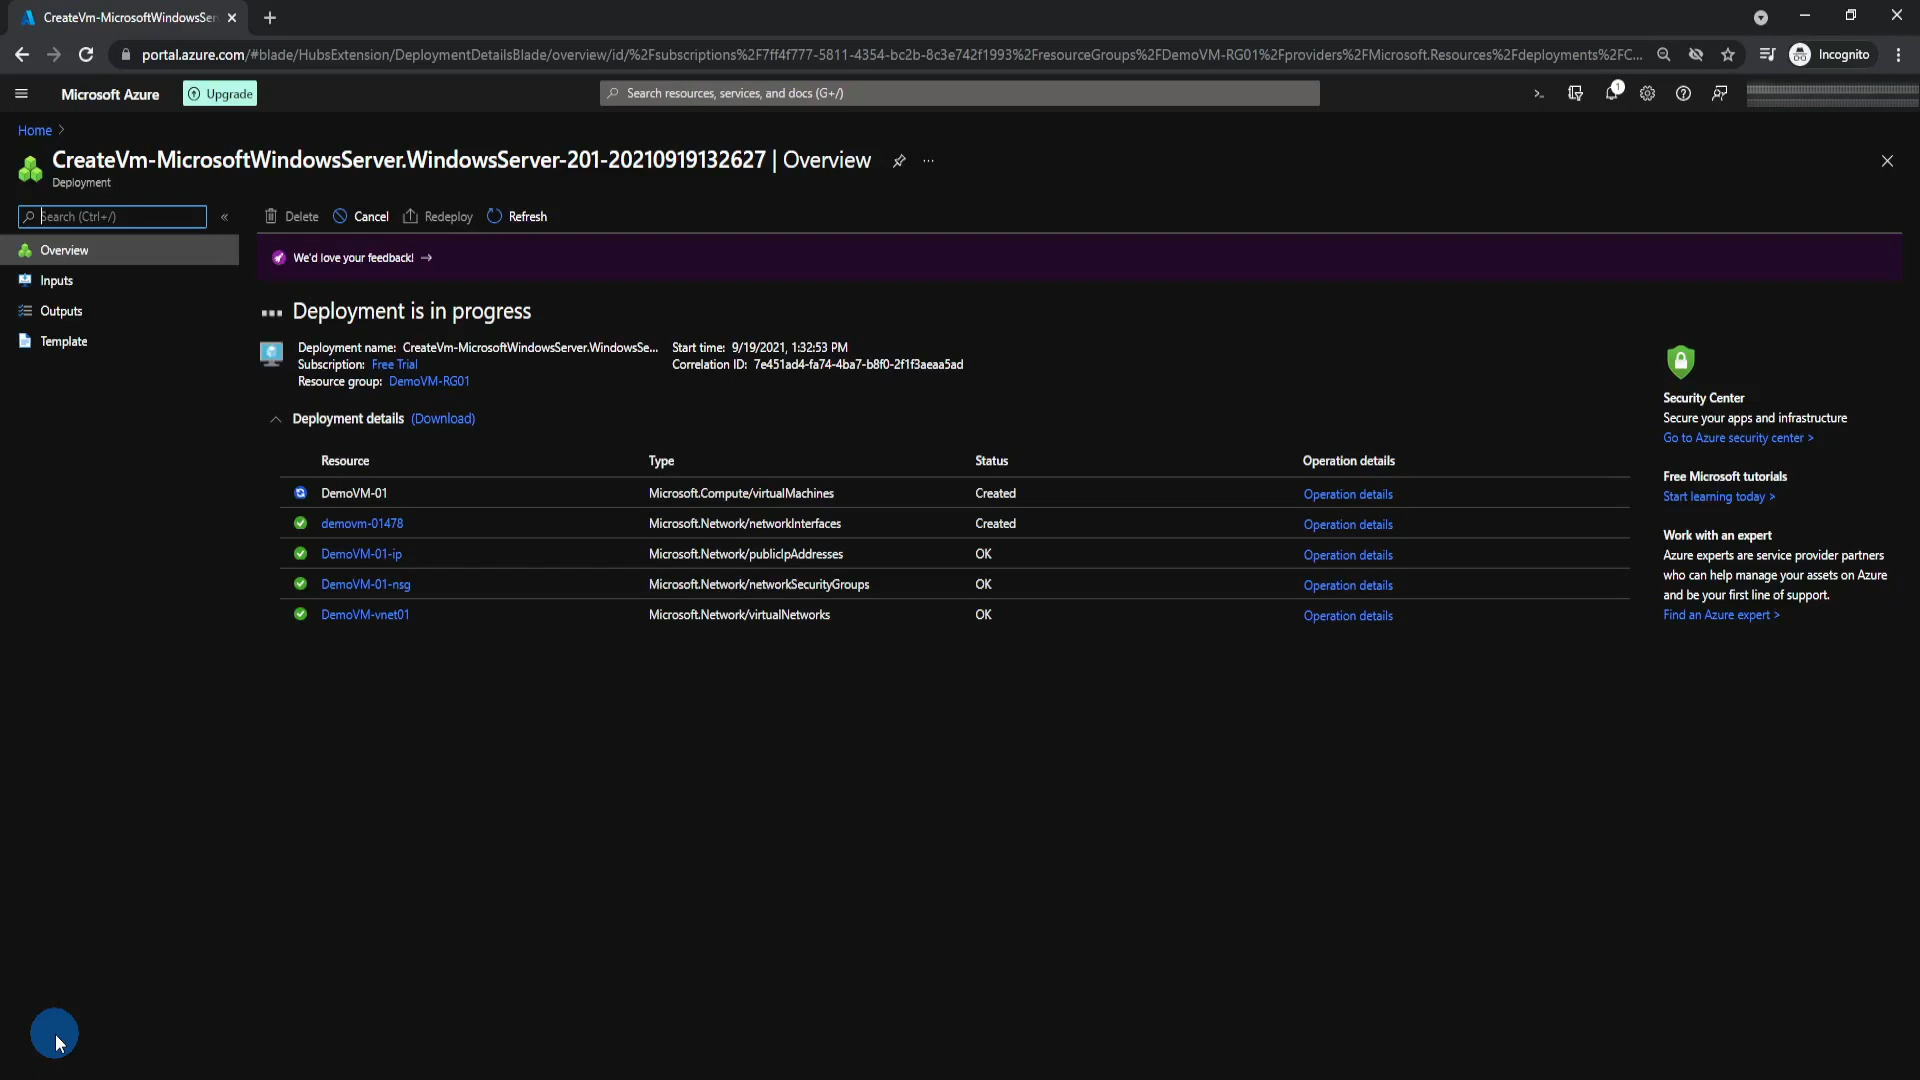 CreateVm-MicrosoftWindowsSer
portal.azure.com/#blade/HubsExtension/DeploymentDetailsBlade/overview/id/%2Fsubscriptions%2F7ff4f777-5811-4354-bc2b-8c3e742f1993%2FresourceGroups%2FDemoVM-RG01%2Fproviders%2FMicrosoft.Resources%2Fdeployments%2FC...
Incognito
Microsoft Azure
Upgrade
Search resources, services, and docs (G+/)
1
Home >
CreateVm-MicrosoftWindowsServer.WindowsServer-201-20210919132627 | Overview
Deployment
Search (Ctrl+/)
«
Delete
Cancel
Redeploy
Refresh
Overview
Inputs
Outputs
Template
We'd love your feedback! →
Deployment is in progress
Deployment name: CreateVm-MicrosoftWindowsServer.WindowsSe...
Subscription: Free Trial
Resource group: DemoVM-RG01
Start time: 9/19/2021, 1:32:53 PM
Correlation ID: 7e451ad4-fa74-4ba7-b8f0-2f1f3aeaa5ad
Deployment details (Download)
Resource Type Status Operation details
DemoVM-01 Microsoft.Compute/virtualMachines Created Operation details
demovm-01478 Microsoft.Network/networkInterfaces Created Operation details
DemoVM-01-ip Microsoft.Network/publicIpAddresses OK Operation details
DemoVM-01-nsg Microsoft.Network/networkSecurityGroups OK Operation details
DemoVM-vnet01 Microsoft.Network/virtualNetworks OK Operation details
Security Center
Secure your apps and infrastructure
Go to Azure security center >
Free Microsoft tutorials
Start learning today >
Work with an expert
Azure experts are service provider partners
who can help manage your assets on Azure
and be your first line of support.
Find an Azure expert >